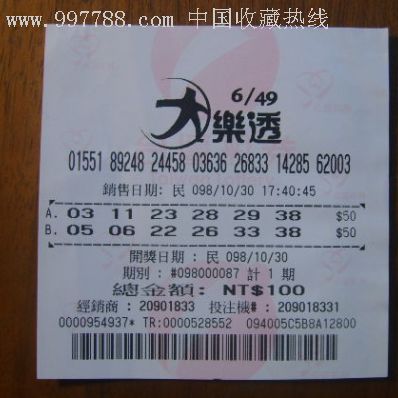 www.997788.com 中国收藏热线
6/49
大樂透
01551 89248 24458 03636 26833 14285 62003
銷售日期: 民 098/10/30 17:40:45
A. 03 11 23 28 29 38 $50
B. 05 06 22 26 33 38 $50
開獎日期 : 民 098/10/30
期別 : #098000087 計 1 期
總金額: NT$100
經銷商 : 20901833 投注機# : 209018331
0000954937* TR:0000528552 094005C5B8A12800